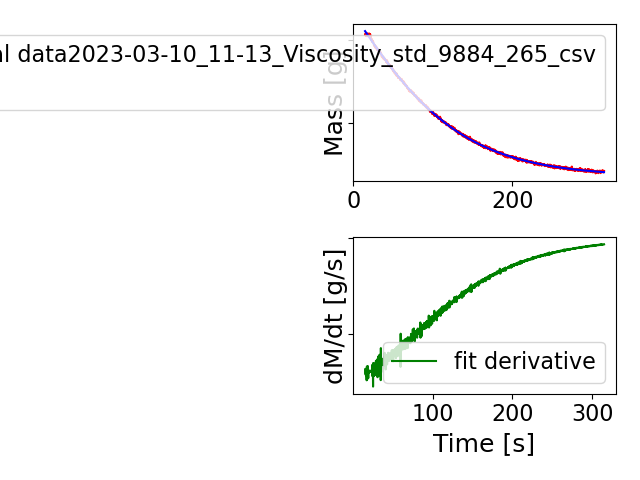 al data2023-03-10_11-13_Viscosity_std_9884_265_csv
Mass [g]
0
200
dM/dt [g/s]
fit derivative
100
200
300
Time [s]